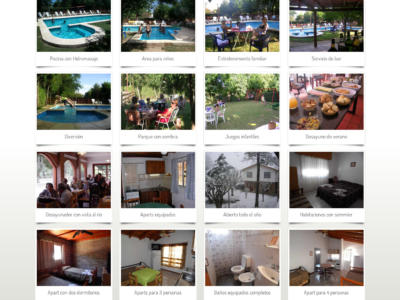 Piscina con Hidromasaje
Area para niños
Entretenimiento familiar
Servicio de bar
Diversión
Parque con sombra
Juegos infantiles
Desayuno de verano
Desayunador con vista al río
Aparts equipados
Abierto todo el año
Habitaciones con sommier
Apart con dos dormitorios
Aparts para 3 personas
Baños equipados completos
Apart para 4 personas